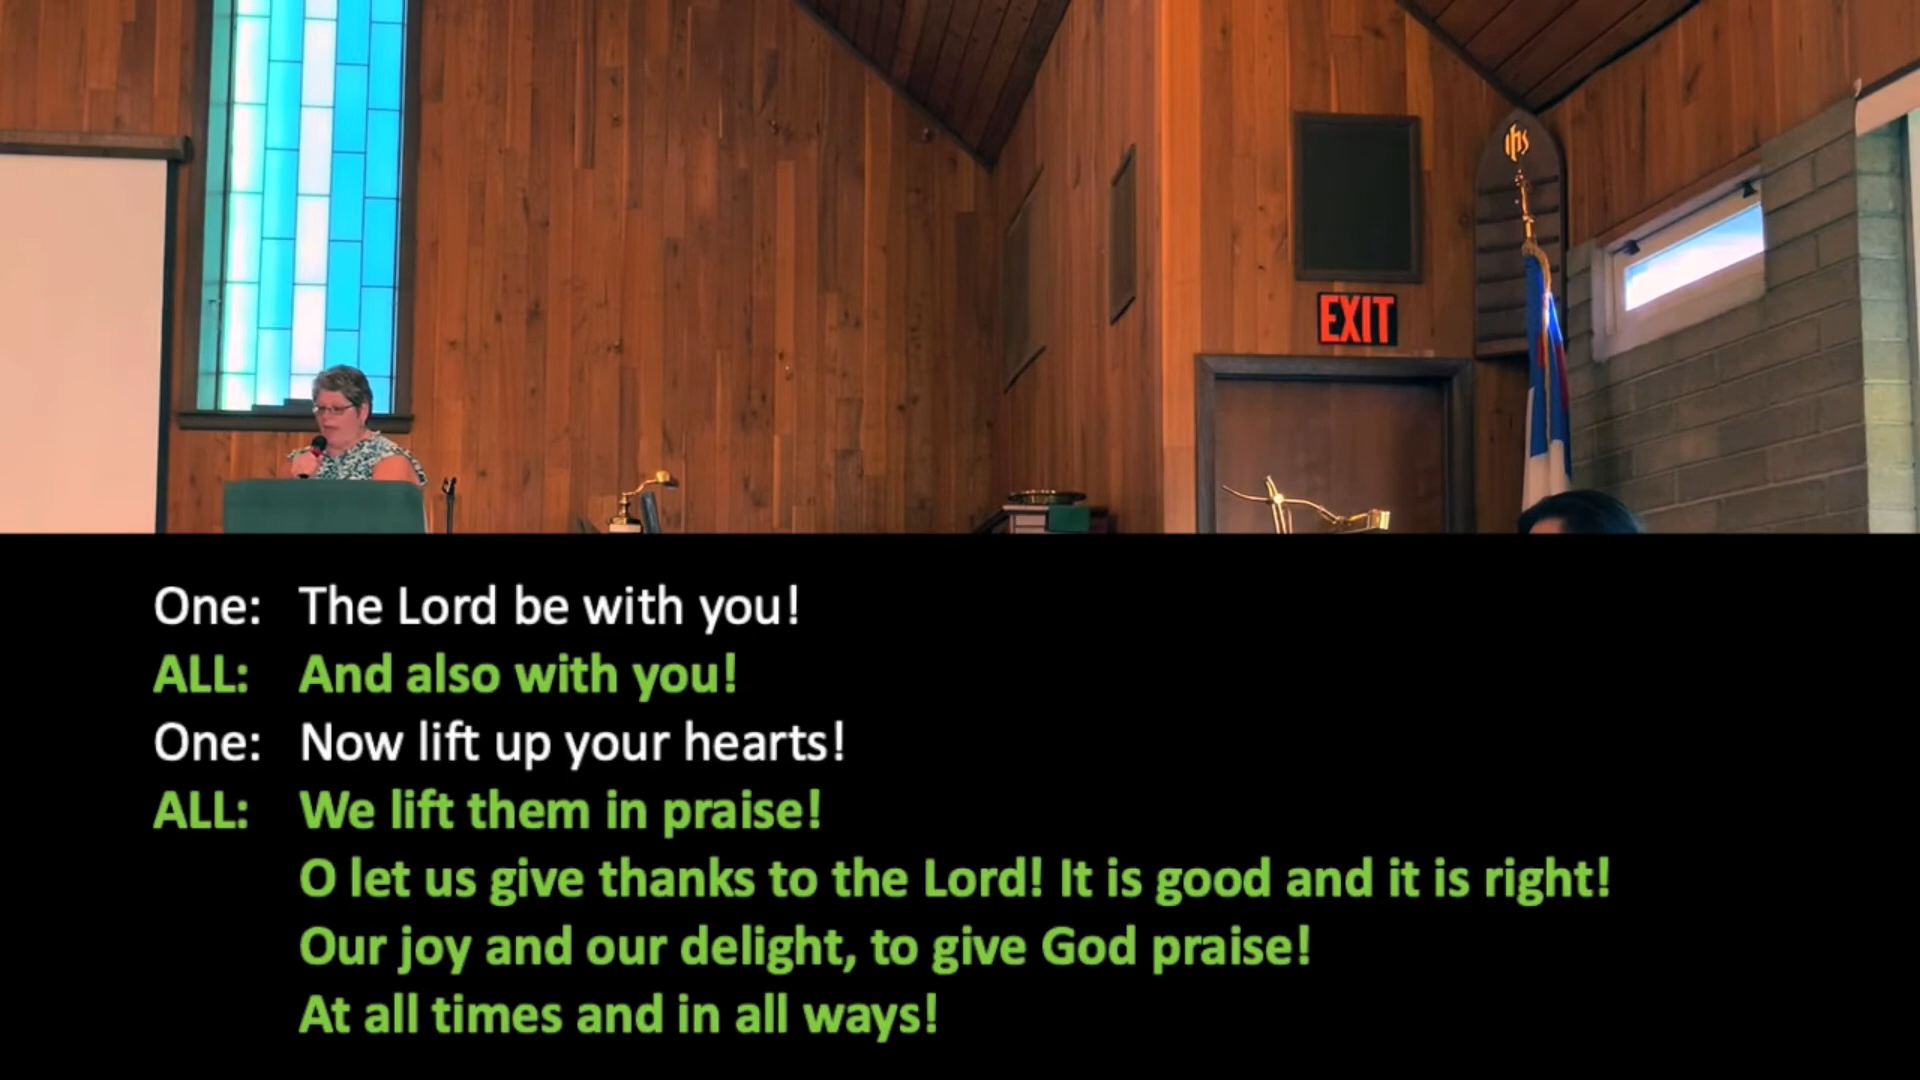 IHS
EXIT
One: The Lord be with you!
ALL: And also with you!
One: Now lift up your hearts!
ALL: We lift them in praise!
O let us give thanks to the Lord! It is good and it is right!
Our joy and our delight, to give God praise!
At all times and in all ways!